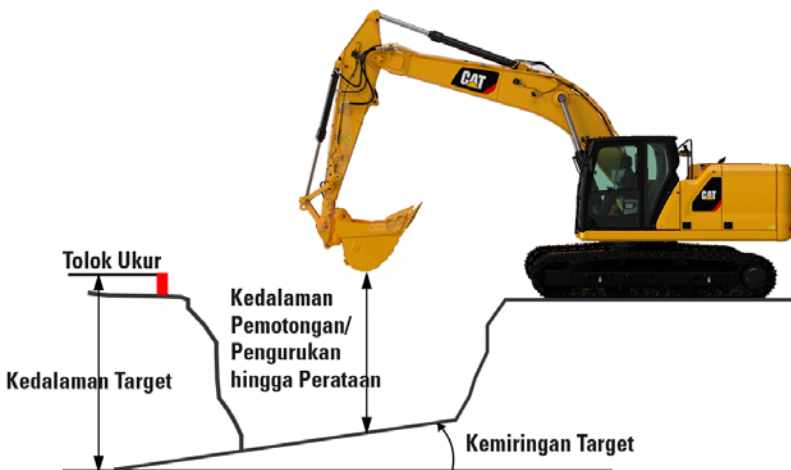 CAT
CAT
Tolok Ukur
Kedalaman
Pemotongan/
Pengurukan
hingga Perataan
Kedalaman Target
Kemiringan Target